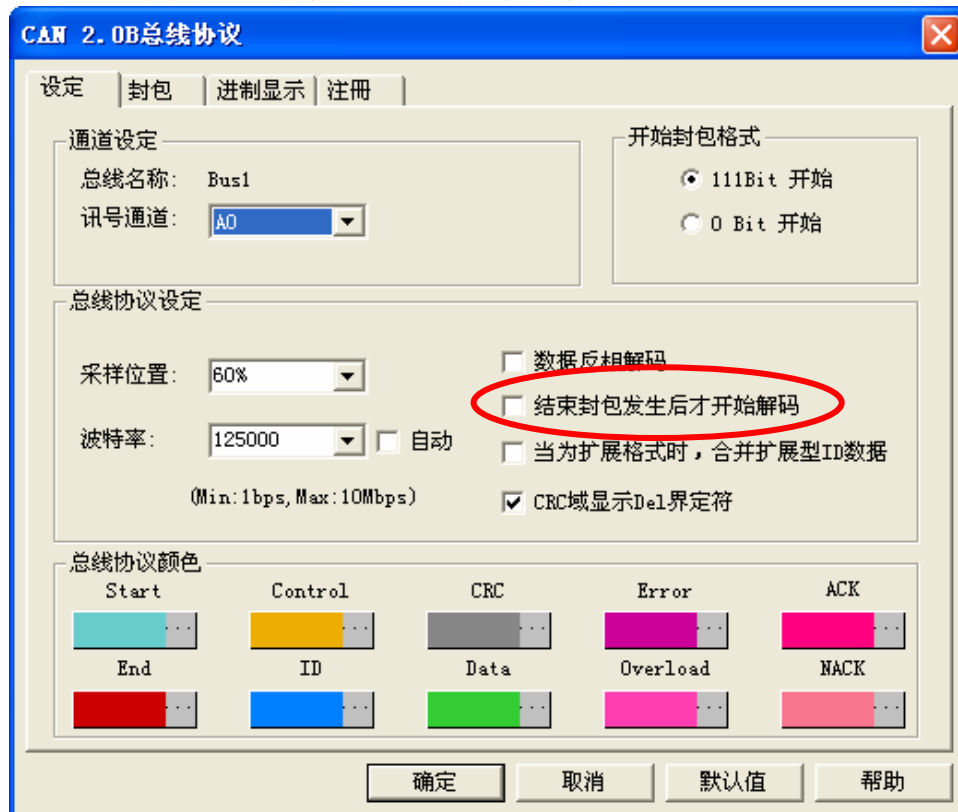 CAN 2.0B总线协议
设定 封包 进制显示 注冊
通道设定
总线名称: Bus1
讯号通道: A0
开始封包格式
111Bit 开始
0 Bit 开始
总线协议设定
采样位置: 60%
波特率: 125000 自动
(Min:1bps,Max:10Mbps)
数据反相解码
结束封包发生后才开始解码
当为扩展格式时，合并扩展型ID数据
CRC域显示Del界定符
总线协议颜色
Start Control CRC Error ACK
... ... ... ... ...
End ID Data Overload NACK
... ... ... ... ...
确定 取消 默认值 帮助